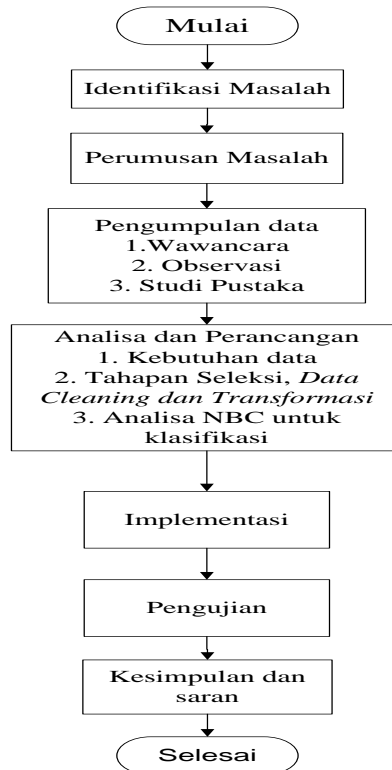 Mulai
Identifikasi Masalah
Perumusan Masalah
Pengumpulan data
1.Wawancara
2. Observasi
3. Studi Pustaka
Analisa dan Perancangan
1. Kebutuhan data
2. Tahapan Seleksi, Data
Cleaning dan Transformasi
3. Analisa NBC untuk
klasifikasi
Implementasi
Pengujian
Kesimpulan dan
saran
Selesai